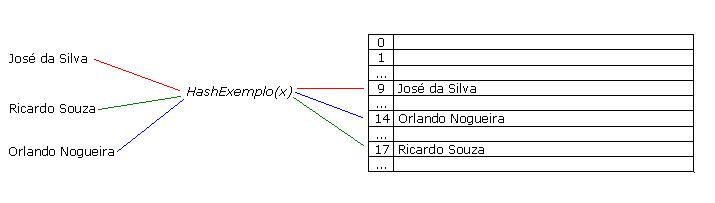 José da Silva
Ricardo Souza
Orlando Nogueira
HashExemplo(x)
0
1
...
9 José da Silva
...
14 Orlando Nogueira
...
17 Ricardo Souza
...